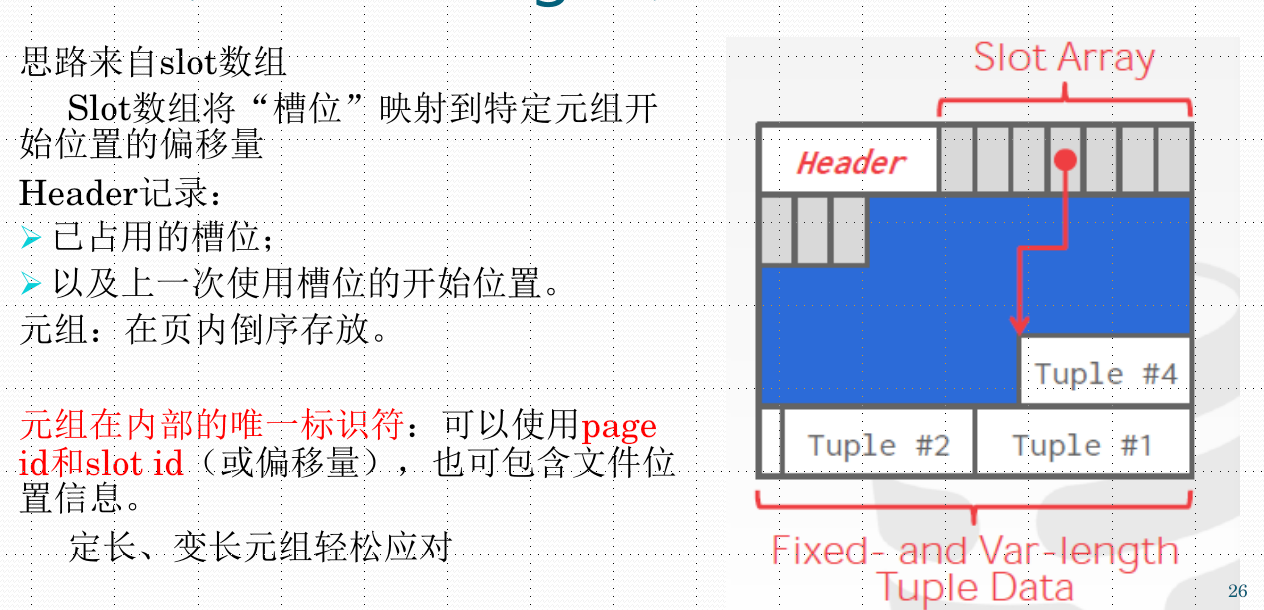 思路来自slot数组
Slot数组将“槽位”映射到特定元组开
始位置的偏移量
Header记录：
已占用的槽位；
以及上一次使用槽位的开始位置。
元组：在页内倒序存放。
元组在内部的唯一标识符：可以使用page
id和slot id（或偏移量），也可包含文件位
置信息。
定长、变长元组轻松应对
Slot Array
Header
Tuple #4
Tuple #2
Tuple #1
Fixed- and Var-length
Tuple Data
26